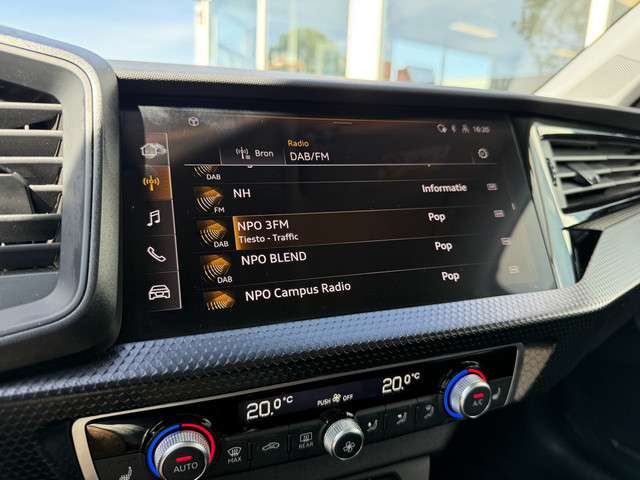 16:20
Radio
Bron DAB/FM
DAB
NH Informatie
FM
NPO 3FM Pop
Tiesto - Traffic
DAB
NPO BLEND Pop
DAB
NPO Campus Radio Pop
DAB
20.0°C PUSH OFF 20.0°C
AUTO MAX REAR A/C